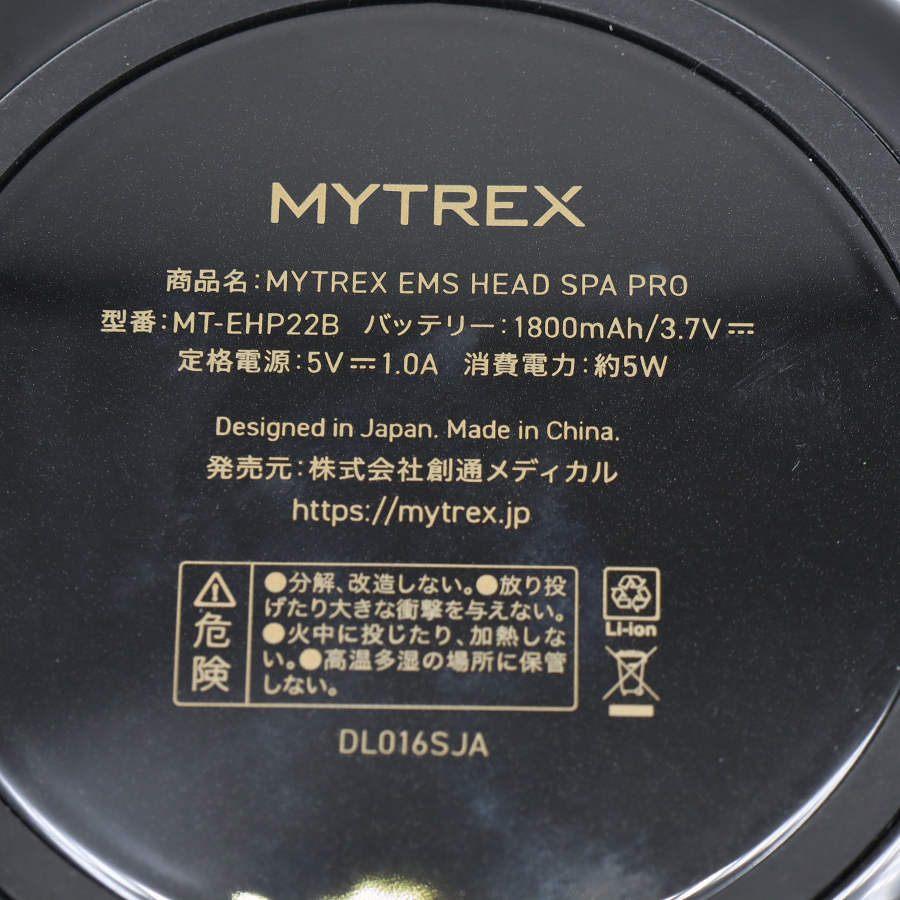 MYTREX
商品名:MYTREX EMS HEAD SPA PRO
型番:MT-EHP22B バッテリー:1800mAh/3.7V⎓
定格電源:5V⎓1.0A 消費電力:約5W
Designed in Japan. Made in China.
発売元:株式会社創通メディカル
https://mytrex.jp
⚠危険
●分解、改造しない。●放り投
げたり大きな衝撃を与えない。
●火中に投じたり、加熱しな
い。●高温多湿の場所に保管
しない。
Li-ion
DL016SJA